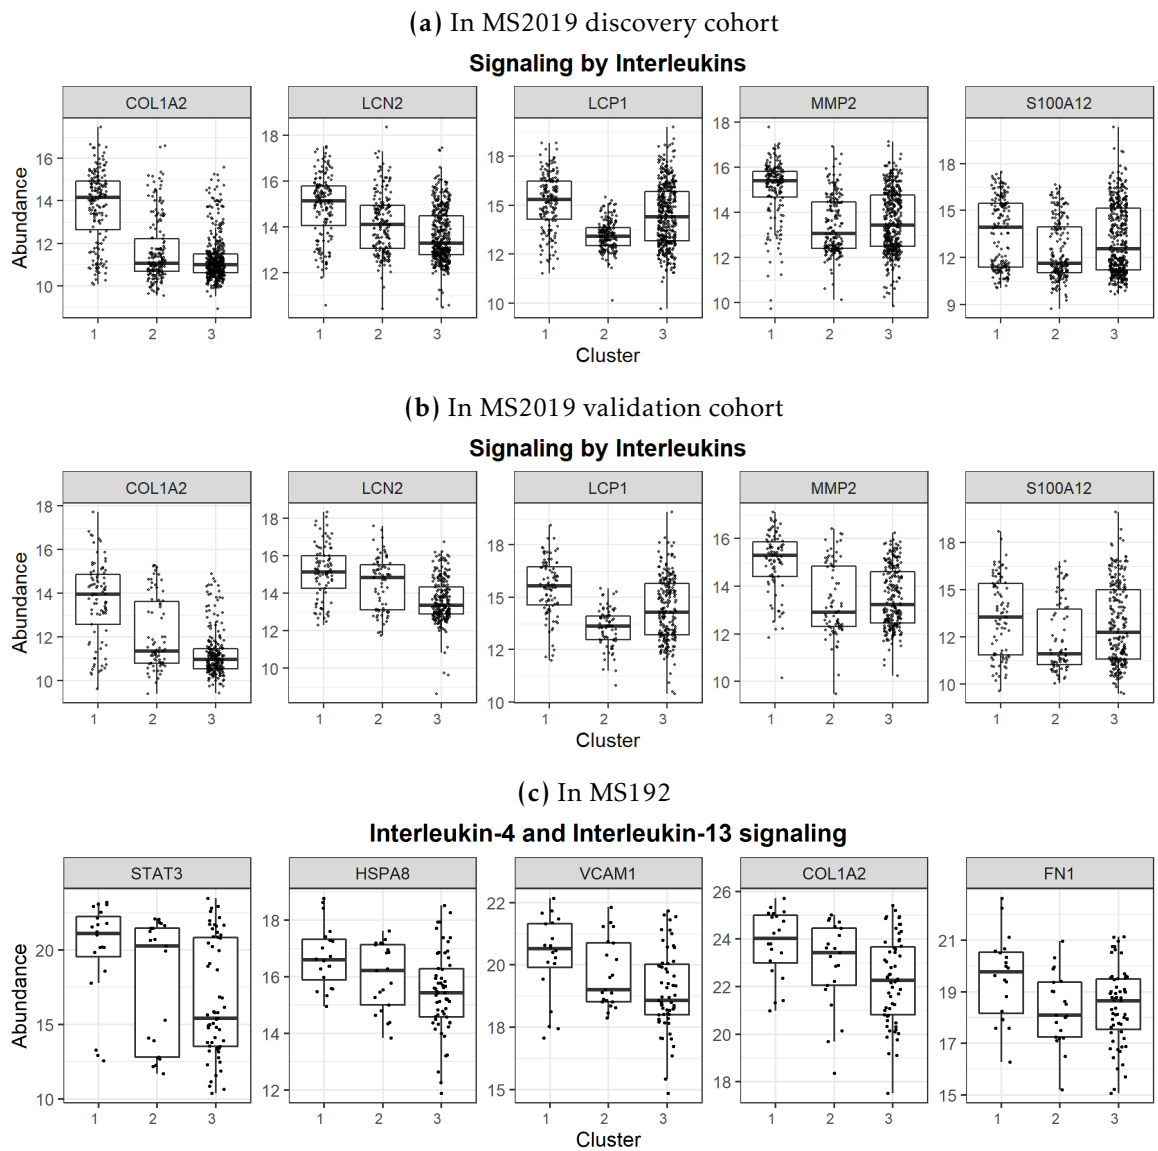 (a) In MS2019 discovery cohort
Signaling by Interleukins
COL1A2 LCN2 LCP1 MMP2 S100A12
Abundance
16 14 11 10
18 16 14 12
18 15 12 10
18 16 14 12 10
18 15 12 9
1 2 3 1 2 3 1 2 3 1 2 3 1 2 3
Cluster
(b) In MS2019 validation cohort
Signaling by Interleukins
COL1A2 LCN2 LCP1 MMP2 S100A12
Abundance
18 16 14 11 10
18 16 14 12 10
18 15 12 10
16 14 12 10
18 15 12 10
1 2 3 1 2 3 1 2 3 1 2 3 1 2 3
Cluster
(c) In MS192
Interleukin-4 and Interleukin-13 signaling
STAT3 HSPA8 VCAM1 COL1A2 FN1
Abundance
20 15 10
18 16 14 12
22 20 18 15
26 24 22 20 18
21 19 17 15
1 2 3 1 2 3 1 2 3 1 2 3 1 2 3
Cluster